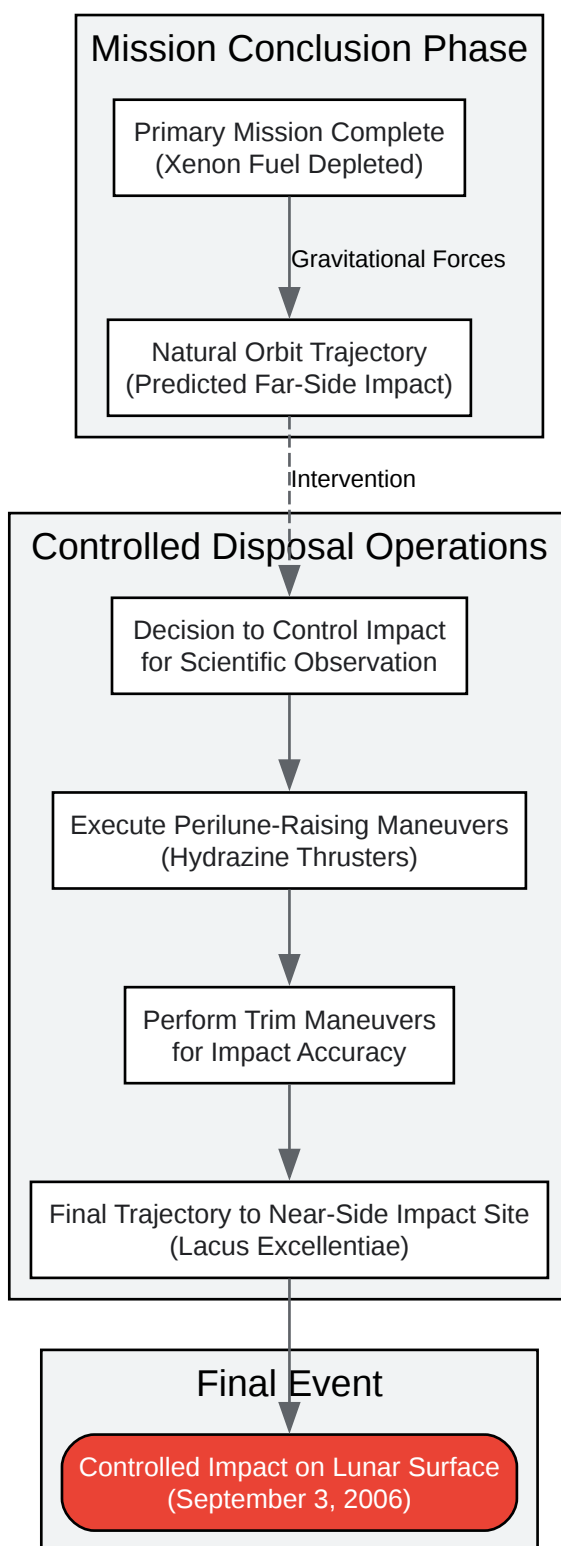 Mission Conclusion Phase
Primary Mission Complete
(Xenon Fuel Depleted)
Gravitational Forces
Natural Orbit Trajectory
(Predicted Far-Side Impact)
Intervention
Controlled Disposal Operations
Decision to Control Impact
for Scientific Observation
Execute Perilune-Raising Maneuvers
(Hydrazine Thrusters)
Perform Trim Maneuvers
for Impact Accuracy
Final Trajectory to Near-Side Impact Site
(Lacus Excellentiae)
Final Event
Controlled Impact on Lunar Surface
(September 3, 2006)